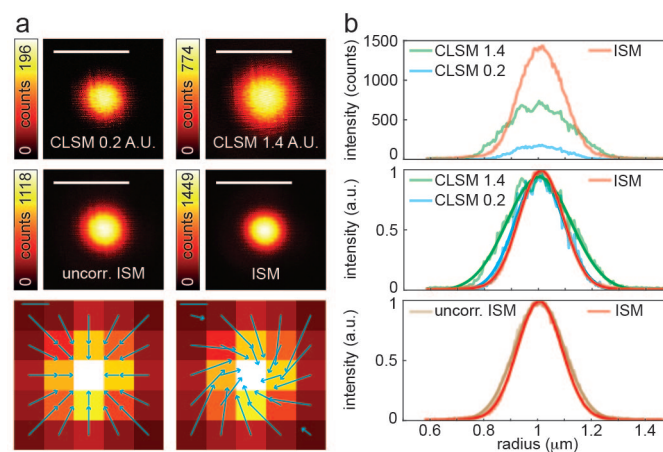 a
b
0 counts 196
CLSM 0.2 A.U.
0 counts 774
CLSM 1.4 A.U.
0 counts 1118
uncorr. ISM
0 counts 1449
ISM
intensity (counts)
1500
1000
500
0
CLSM 1.4
CLSM 0.2
ISM
intensity (a.u.)
1
0.5
0
CLSM 1.4
CLSM 0.2
ISM
intensity (a.u.)
1
0.5
0
uncorr. ISM
ISM
0.6 0.8 1 1.2 1.4
radius (μm)